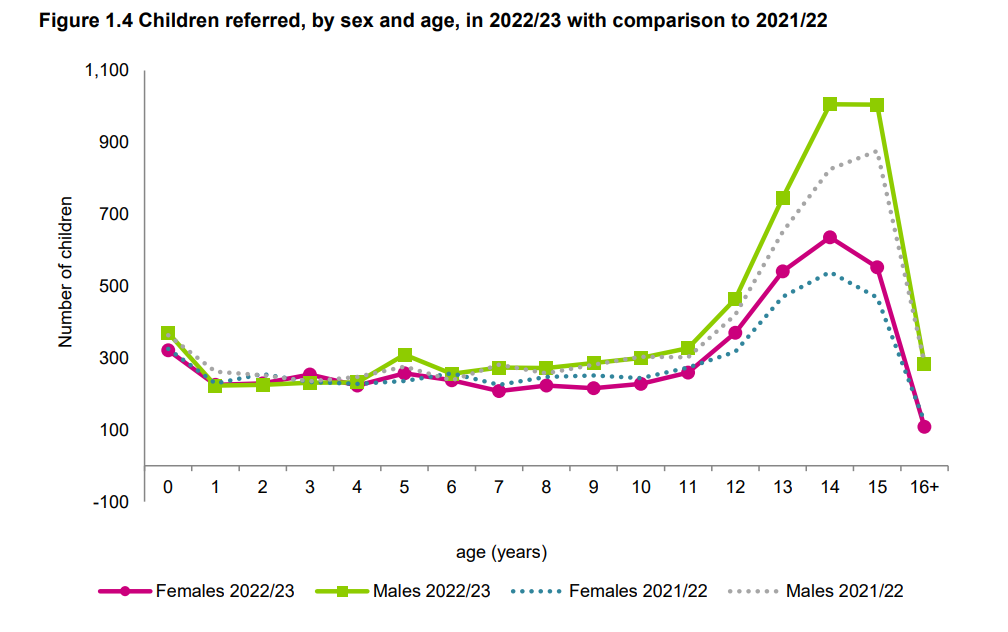 Figure 1.4 Children referred, by sex and age, in 2022/23 with comparison to 2021/22
1,100
900
700
500
300
100
-100
Number of children
0 1 2 3 4 5 6 7 8 9 10 11 12 13 14 15 16+
age (years)
Females 2022/23 Males 2022/23 Females 2021/22 Males 2021/22